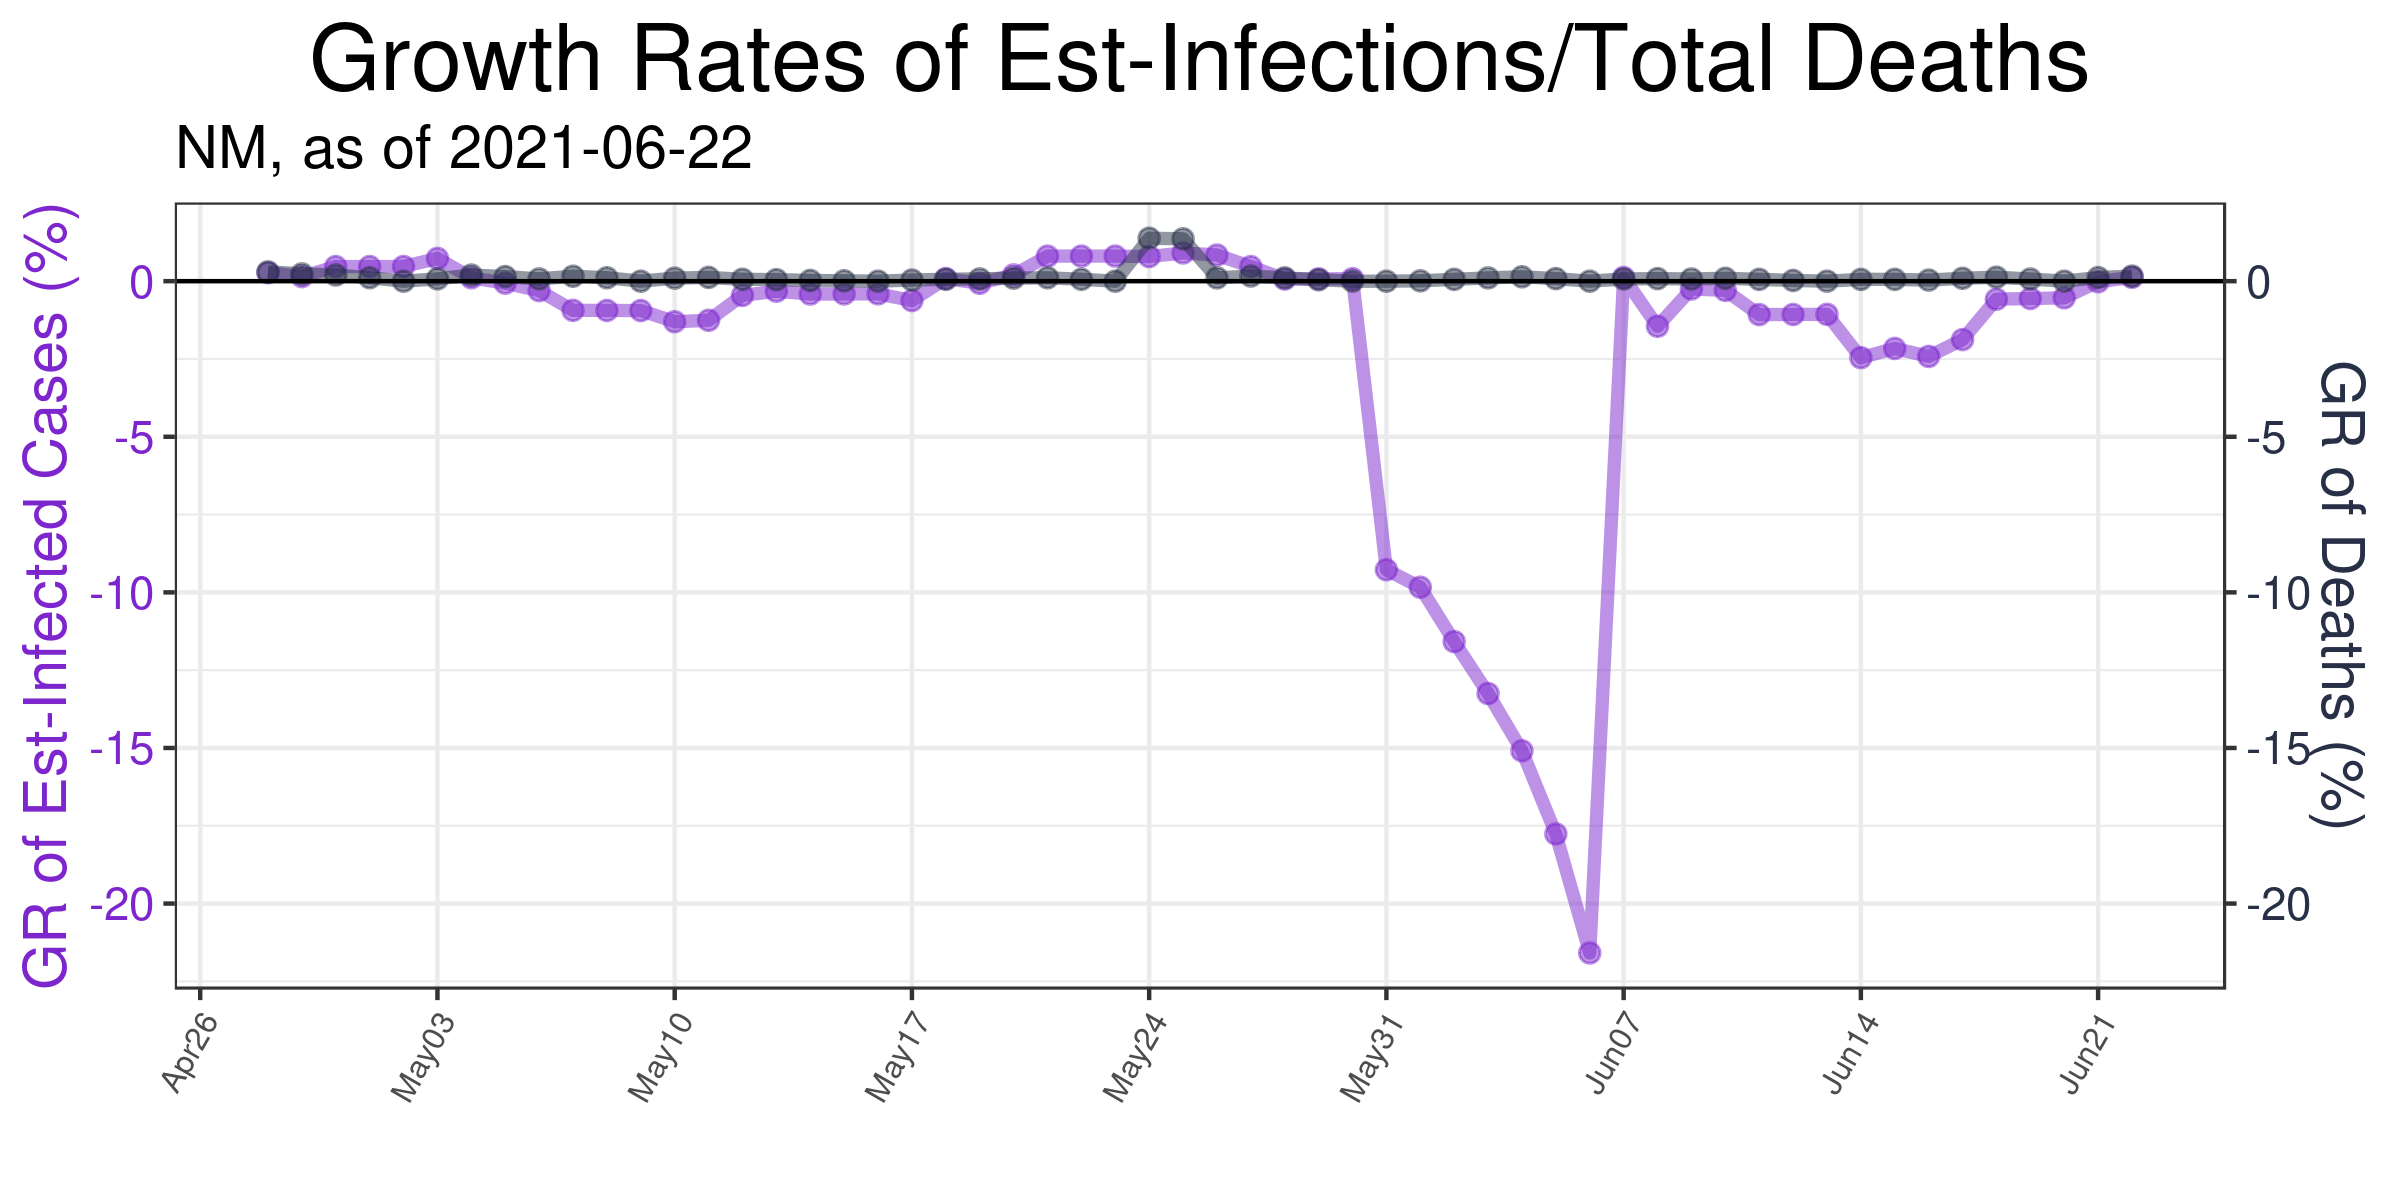 Growth Rates of Est-Infections/Total Deaths
NM, as of 2021-06-22
GR of Est-Infected Cases (%)
0
-5
-10
-15
-20
0
-5
-10
-15
-20
GR of Deaths (%)
Apr26
May03
May10
May17
May24
May31
Jun07
Jun14
Jun21